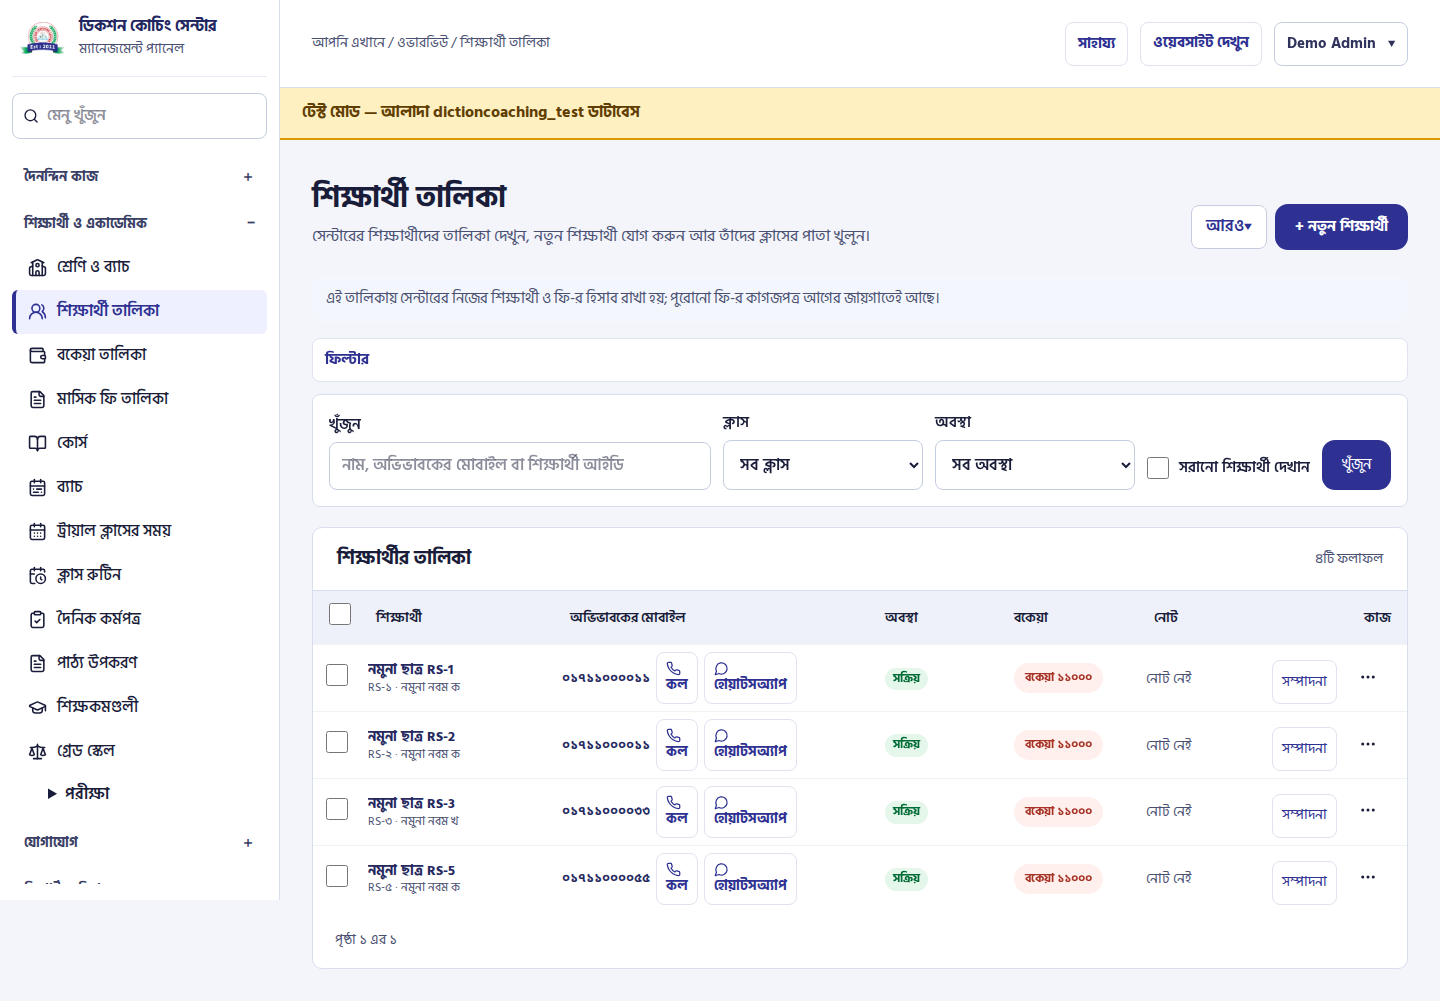 ডিকশন কোচিং সেন্টার
ম্যানেজমেন্ট প্যানেল
Est : 2011
মেনু খুঁজুন
দৈনন্দিন কাজ +
শিক্ষার্থী ও একাডেমিক −
শ্রেণি ও ব্যাচ
শিক্ষার্থী তালিকা
বকেয়া তালিকা
মাসিক ফি তালিকা
কোর্স
ব্যাচ
ট্রায়াল ক্লাসের সময়
ক্লাস রুটিন
দৈনিক কর্মপত্র
পাঠ্য উপকরণ
শিক্ষকমণ্ডলী
গ্রেড স্কেল
▶ পরীক্ষা
যোগাযোগ +
আপনি এখানে / ওভারভিউ / শিক্ষার্থী তালিকা
সাহায্য
ওয়েবসাইট দেখুন
Demo Admin ▾
টেস্ট মোড — আলাদা dictioncoaching_test ডাটাবেস
শিক্ষার্থী তালিকা
সেন্টারের শিক্ষার্থীদের তালিকা দেখুন, নতুন শিক্ষার্থী যোগ করুন আর তাঁদের ক্লাসের পাতা খুলুন।
আরও▾
+ নতুন শিক্ষার্থী
এই তালিকায় সেন্টারের নিজের শিক্ষার্থী ও ফি-র হিসাব রাখা হয়; পুরোনো ফি-র কাগজপত্র আগের জায়গাতেই আছে।
ফিল্টার
খুঁজুন ক্লাস অবস্থা
নাম, অভিভাবকের মোবাইল বা শিক্ষার্থী আইডি সব ক্লাস সব অবস্থা সরানো শিক্ষার্থী দেখান খুঁজুন
শিক্ষার্থীর তালিকা ৪টি ফলাফল
শিক্ষার্থী অভিভাবকের মোবাইল অবস্থা বকেয়া নোট কাজ
নমুনা ছাত্র RS-1
RS-১ · নমুনা নবম ক
০১৭১১০০০০১১ কল হোয়াটসঅ্যাপ সক্রিয় বকেয়া ১১০০০ নোট নেই সম্পাদনা ···
নমুনা ছাত্র RS-2
RS-২ · নমুনা নবম ক
০১৭১১০০০০১১ কল হোয়াটসঅ্যাপ সক্রিয় বকেয়া ১১০০০ নোট নেই সম্পাদনা ···
নমুনা ছাত্র RS-3
RS-৩ · নমুনা নবম খ
০১৭১১০০০০৩৩ কল হোয়াটসঅ্যাপ সক্রিয় বকেয়া ১১০০০ নোট নেই সম্পাদনা ···
নমুনা ছাত্র RS-5
RS-৫ · নমুনা নবম ক
০১৭১১০০০০৫৫ কল হোয়াটসঅ্যাপ সক্রিয় বকেয়া ১১০০০ নোট নেই সম্পাদনা ···
পৃষ্ঠা ১ এর ১